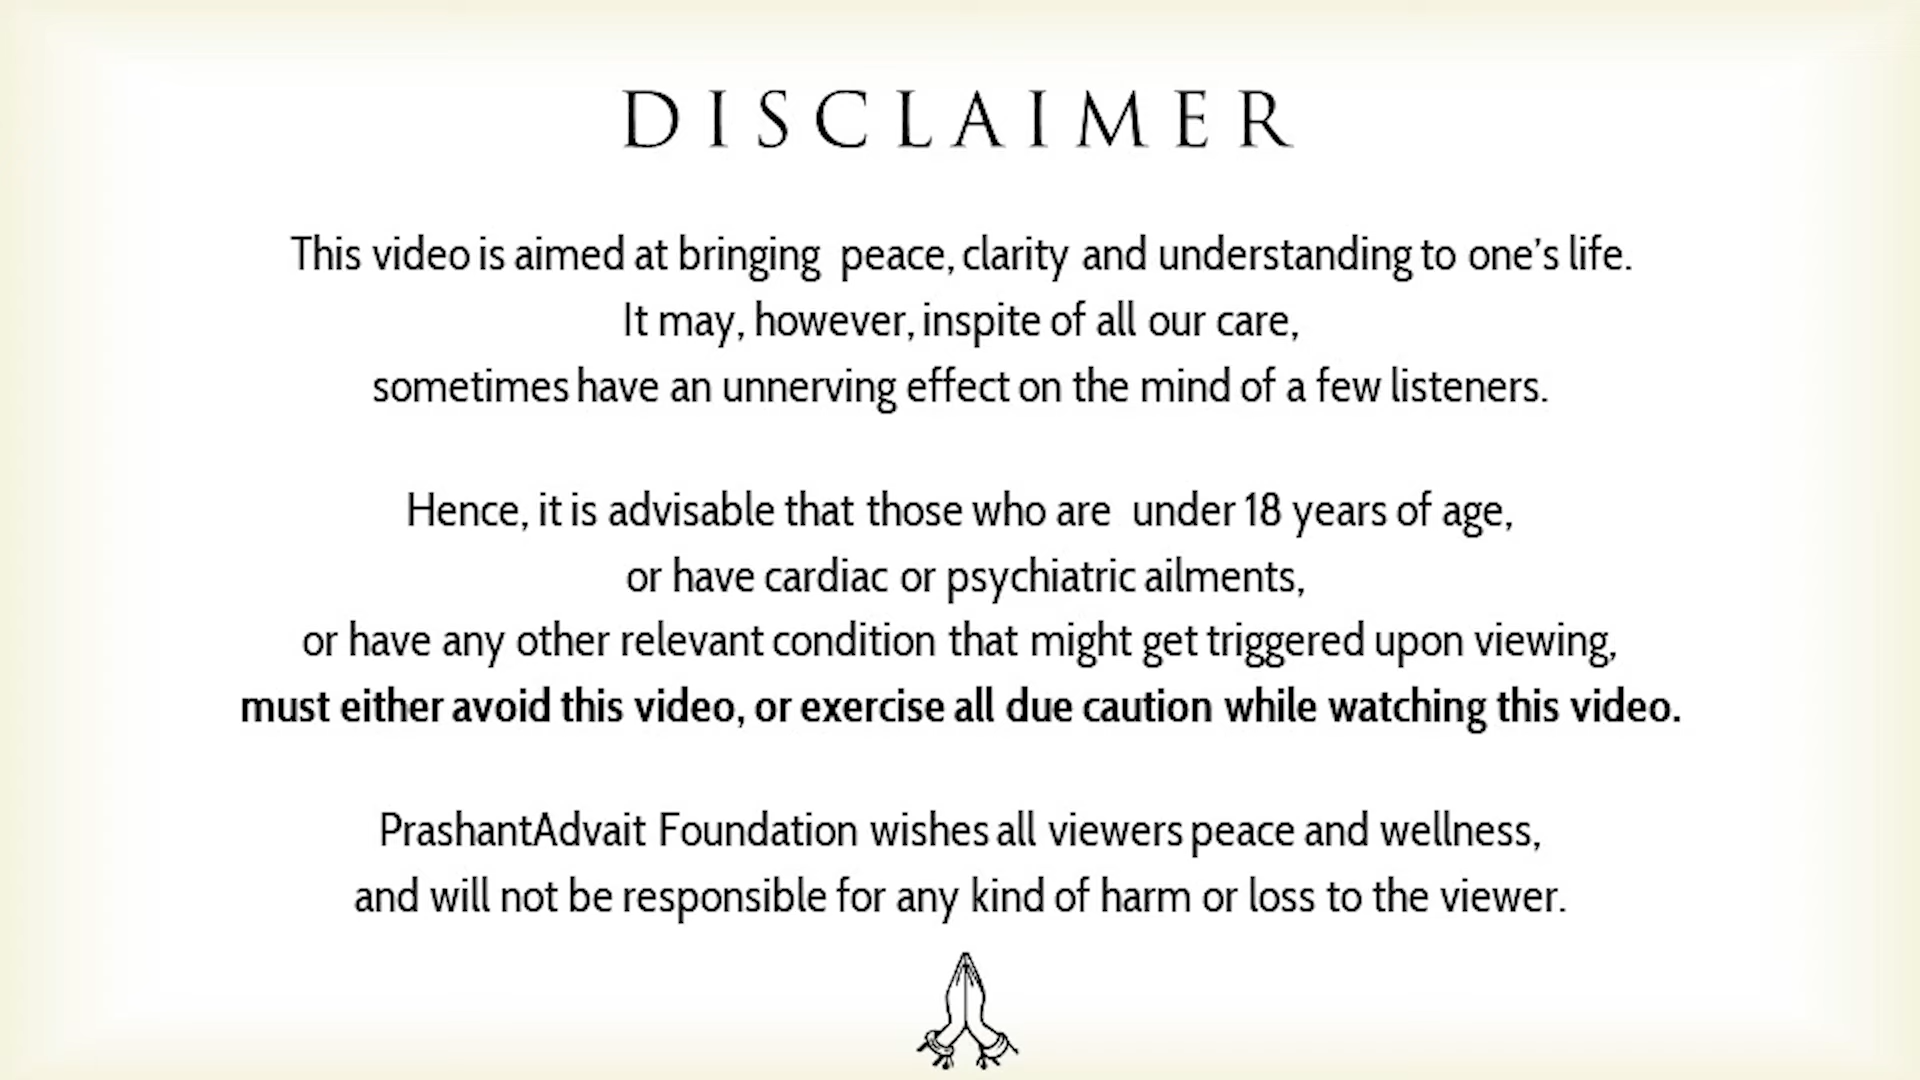 DISCLAIMER
This video is aimed at bringing peace, clarity and understanding to one's life.
It may, however, inspite of all our care,
sometimes have an unnerving effect on the mind of a few listeners.
Hence, it is advisable that those who are under 18 years of age,
or have cardiac or psychiatric ailments,
or have any other relevant condition that might get triggered upon viewing,
must either avoid this video, or exercise all due caution while watching this video.
PrashantAdvait Foundation wishes all viewers peace and wellness,
and will not be responsible for any kind of harm or loss to the viewer.